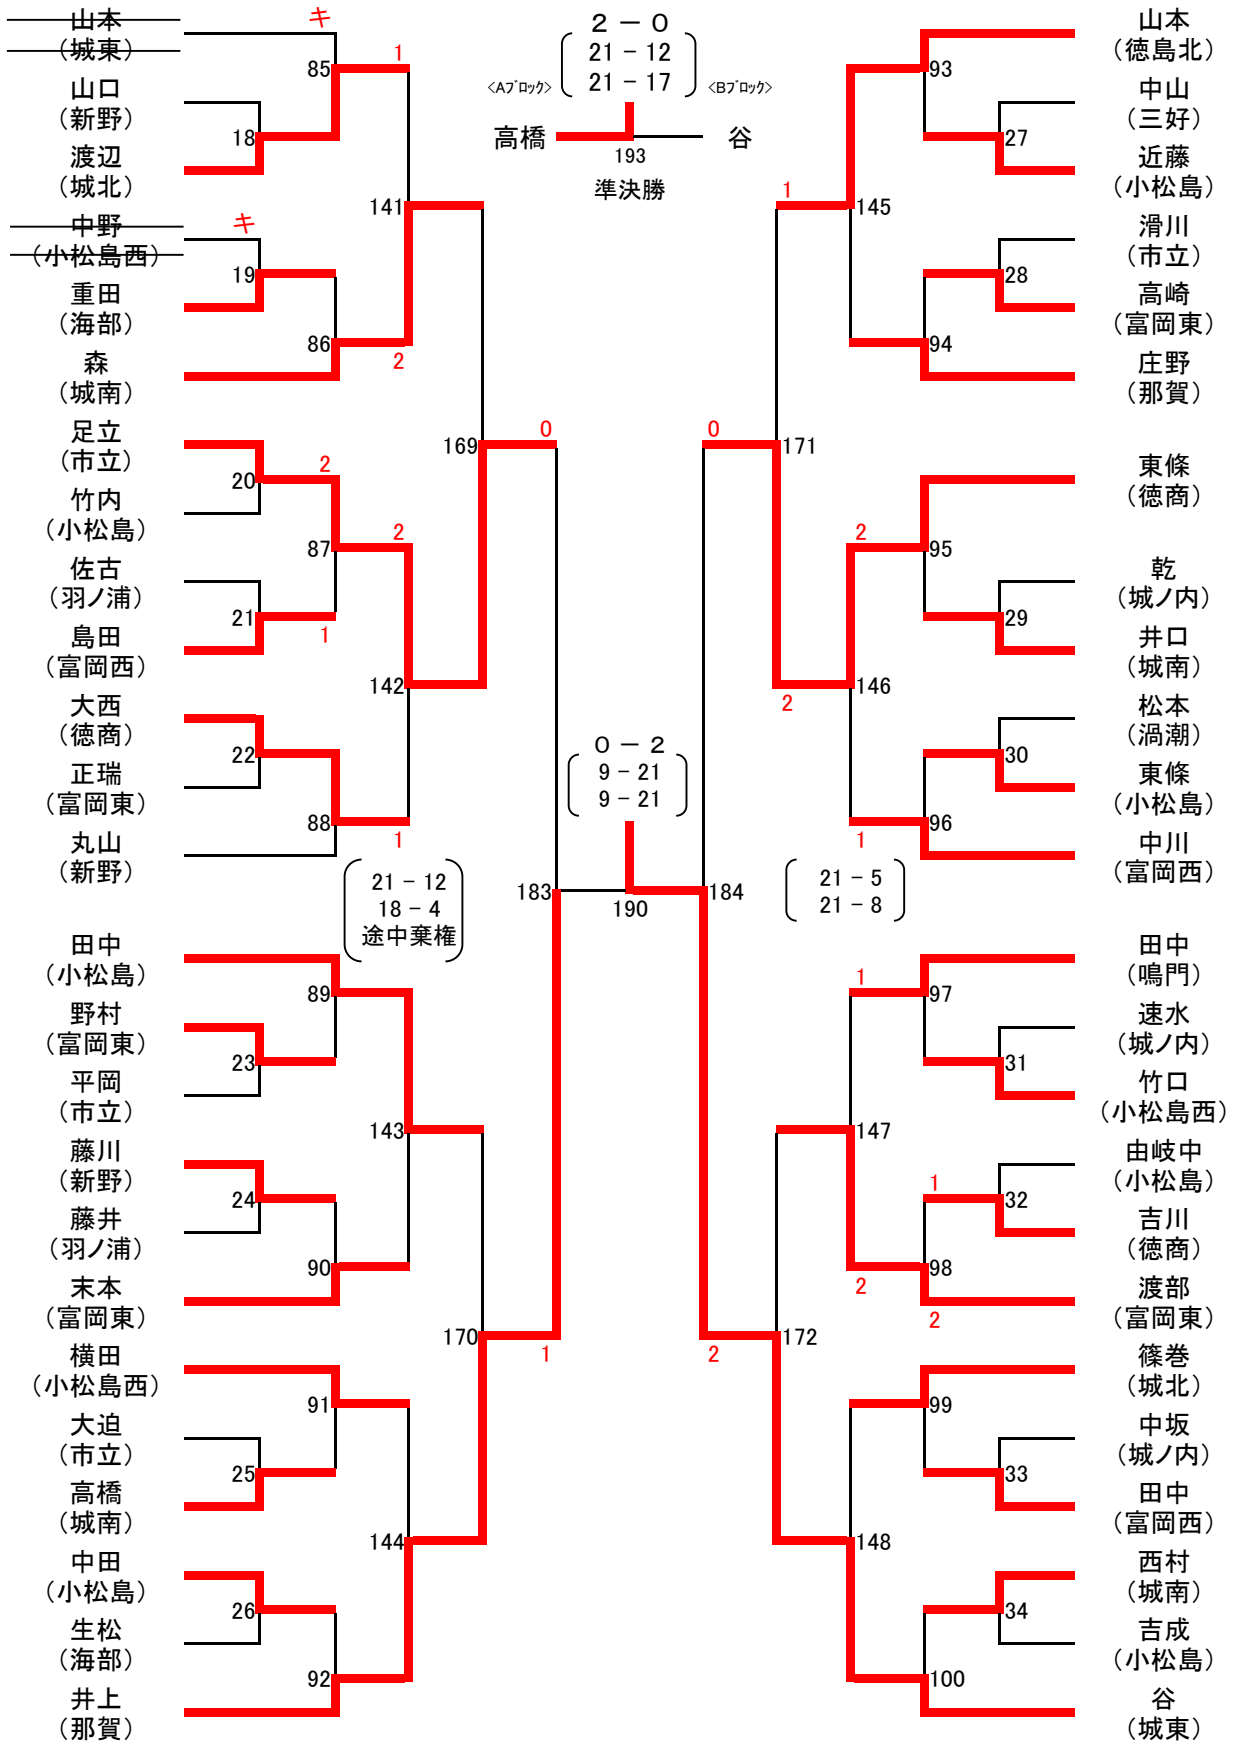 ２ － ０
21 － 12
21 － 17
<Aブロック>
<Bブロック>
高橋
谷
193
準決勝
山本
（城東）
キ
山口
（新野）
渡辺
（城北）
中野
（小松島西）
キ
重田
（海部）
森
（城南）
足立
（市立）
竹内
（小松島）
佐古
（羽ノ浦）
島田
（富岡西）
大西
（徳商）
正瑞
（富岡東）
丸山
（新野）
田中
（小松島）
野村
（富岡東）
平岡
（市立）
藤川
（新野）
藤井
（羽ノ浦）
末本
（富岡東）
横田
（小松島西）
大迫
（市立）
高橋
（城南）
中田
（小松島）
生松
（海部）
井上
（那賀）
18
19
20
21
22
23
24
25
26
85
1
86
2
2
87
1
88
1
89
90
91
92
141
2
142
143
144
169
0
170
1
21 － 12
18 － 4
途中棄権
183
０ － ２
9 － 21
9 － 21
190
184
21 － 5
21 － 8
0
171
2
172
1
145
2
146
1
1
147
2
148
93
94
95
96
97
1
98
2
99
100
27
28
29
30
31
32
33
34
山本
（徳島北）
中山
（三好）
近藤
（小松島）
滑川
（市立）
高崎
（富岡東）
庄野
（那賀）
東條
（徳商）
乾
（城ノ内）
井口
（城南）
松本
（渦潮）
東條
（小松島）
中川
（富岡西）
田中
（鳴門）
速水
（城ノ内）
竹口
（小松島西）
由岐中
（小松島）
吉川
（徳商）
渡部
（富岡東）
篠巻
（城北）
中坂
（城ノ内）
田中
（富岡西）
西村
（城南）
吉成
（小松島）
谷
（城東）